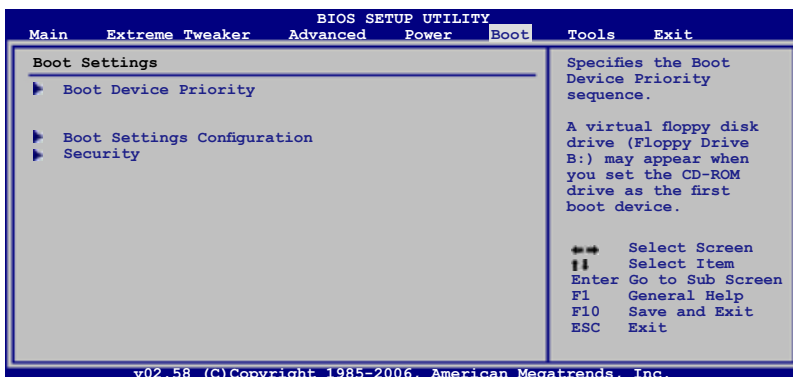 BIOS SETUP UTILITY
Main Extreme Tweaker Advanced Power Boot Tools Exit
Boot Settings
Boot Device Priority
Boot Settings Configuration
Security
Specifies the Boot
Device Priority
sequence.
A virtual floppy disk
drive (Floppy Drive
B:) may appear when
you set the CD-ROM
drive as the first
boot device.
←→ Select Screen
↑↓ Select Item
Enter Go to Sub Screen
F1 General Help
F10 Save and Exit
ESC Exit
v02.58 (C)Copyright 1985-2006, American Megatrends, Inc.